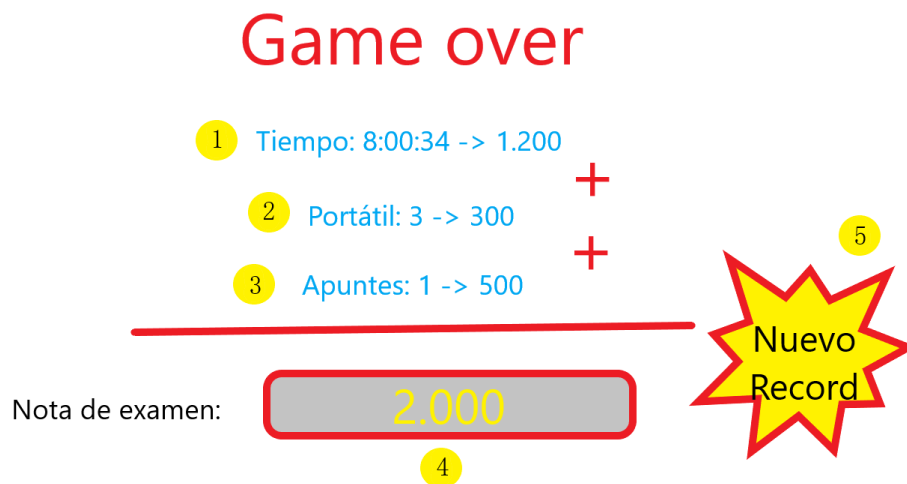 Game over
1 Tiempo: 8:00:34 -> 1.200
+
2 Portátil: 3 -> 300
+
3 Apuntes: 1 -> 500
5
Nuevo
Record
Nota de examen: 2.000
4